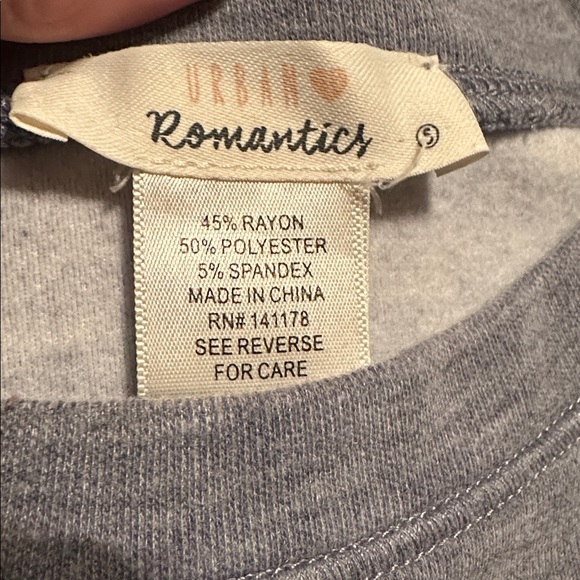 URBAN
Romantics
S
45% RAYON
50% POLYESTER
5% SPANDEX
MADE IN CHINA
RN# 141178
SEE REVERSE
FOR CARE